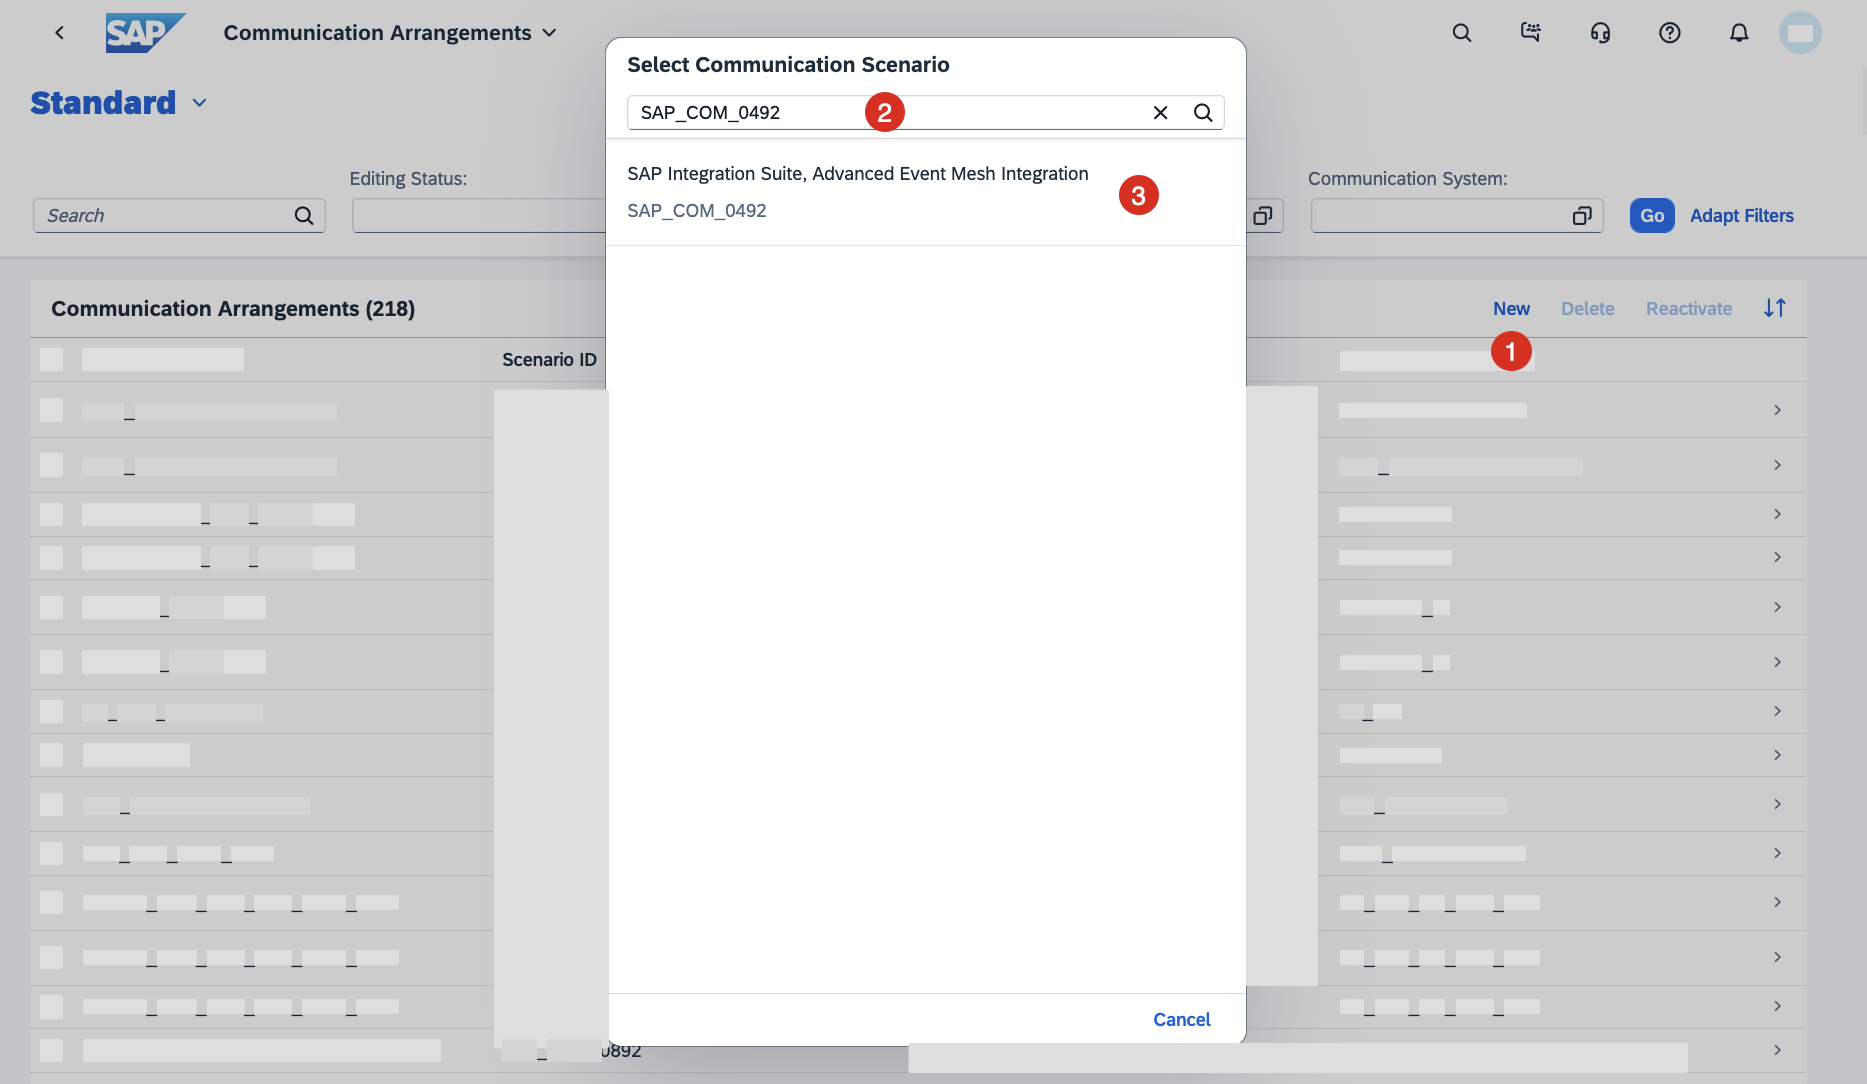 SAP
Communication Arrangements
Standard
Select Communication Scenario
SAP_COM_0492
2
SAP Integration Suite, Advanced Event Mesh Integration
SAP_COM_0492
3
Editing Status:
Communication System:
Search
Go
Adapt Filters
Communication Arrangements (218)
New
Delete
Reactivate
1
Scenario ID
Cancel
0892